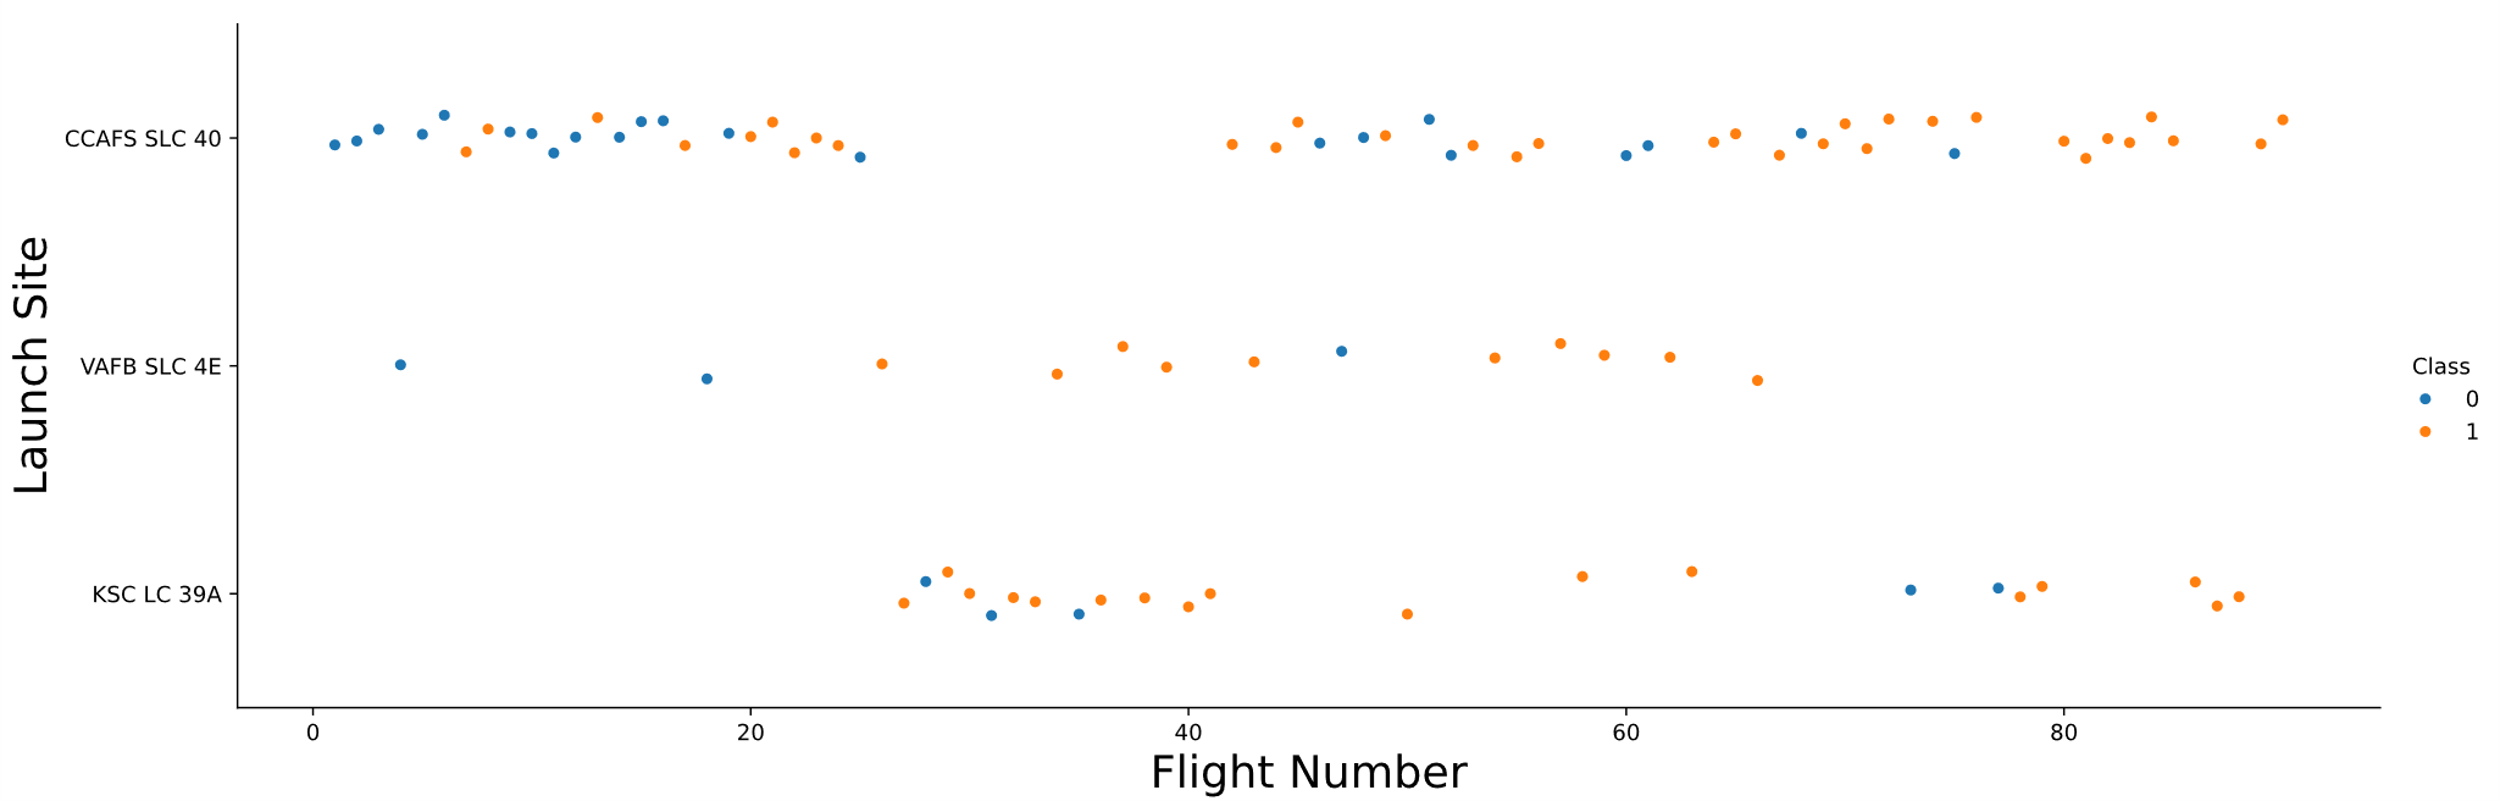 Launch Site
CCAFS SLC 40
VAFB SLC 4E
KSC LC 39A
0 20 40 60 80
Flight Number
Class
0
1